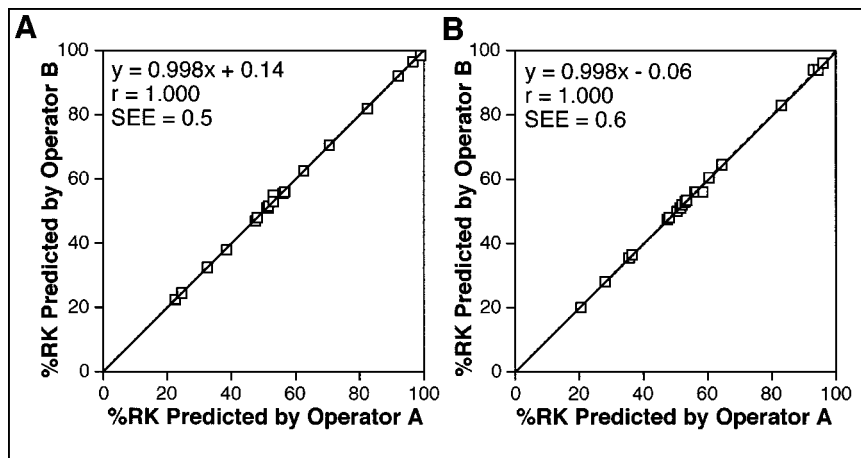 A
%RK Predicted by Operator B
100
80
60
40
20
0
y = 0.998x + 0.14
r = 1.000
SEE = 0.5
0 20 40 60 80 100
%RK Predicted by Operator A
B
%RK Predicted by Operator B
100
80
60
40
20
0
y = 0.998x - 0.06
r = 1.000
SEE = 0.6
0 20 40 60 80 100
%RK Predicted by Operator A